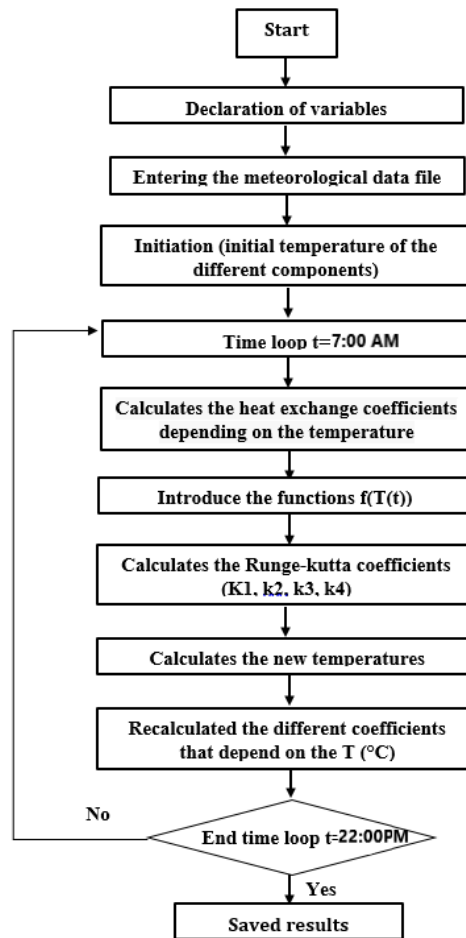 Start
Declaration of variables
Entering the meteorological data file
Initiation (initial temperature of the
different components)
Time loop t=7:00 AM
Calculates the heat exchange coefficients
depending on the temperature
Introduce the functions f(T(t))
Calculates the Runge-kutta coefficients
(K1, k2, k3, k4)
Calculates the new temperatures
Recalculated the different coefficients
that depend on the T (°C)
No
End time loop t=22:00PM
Yes
Saved results